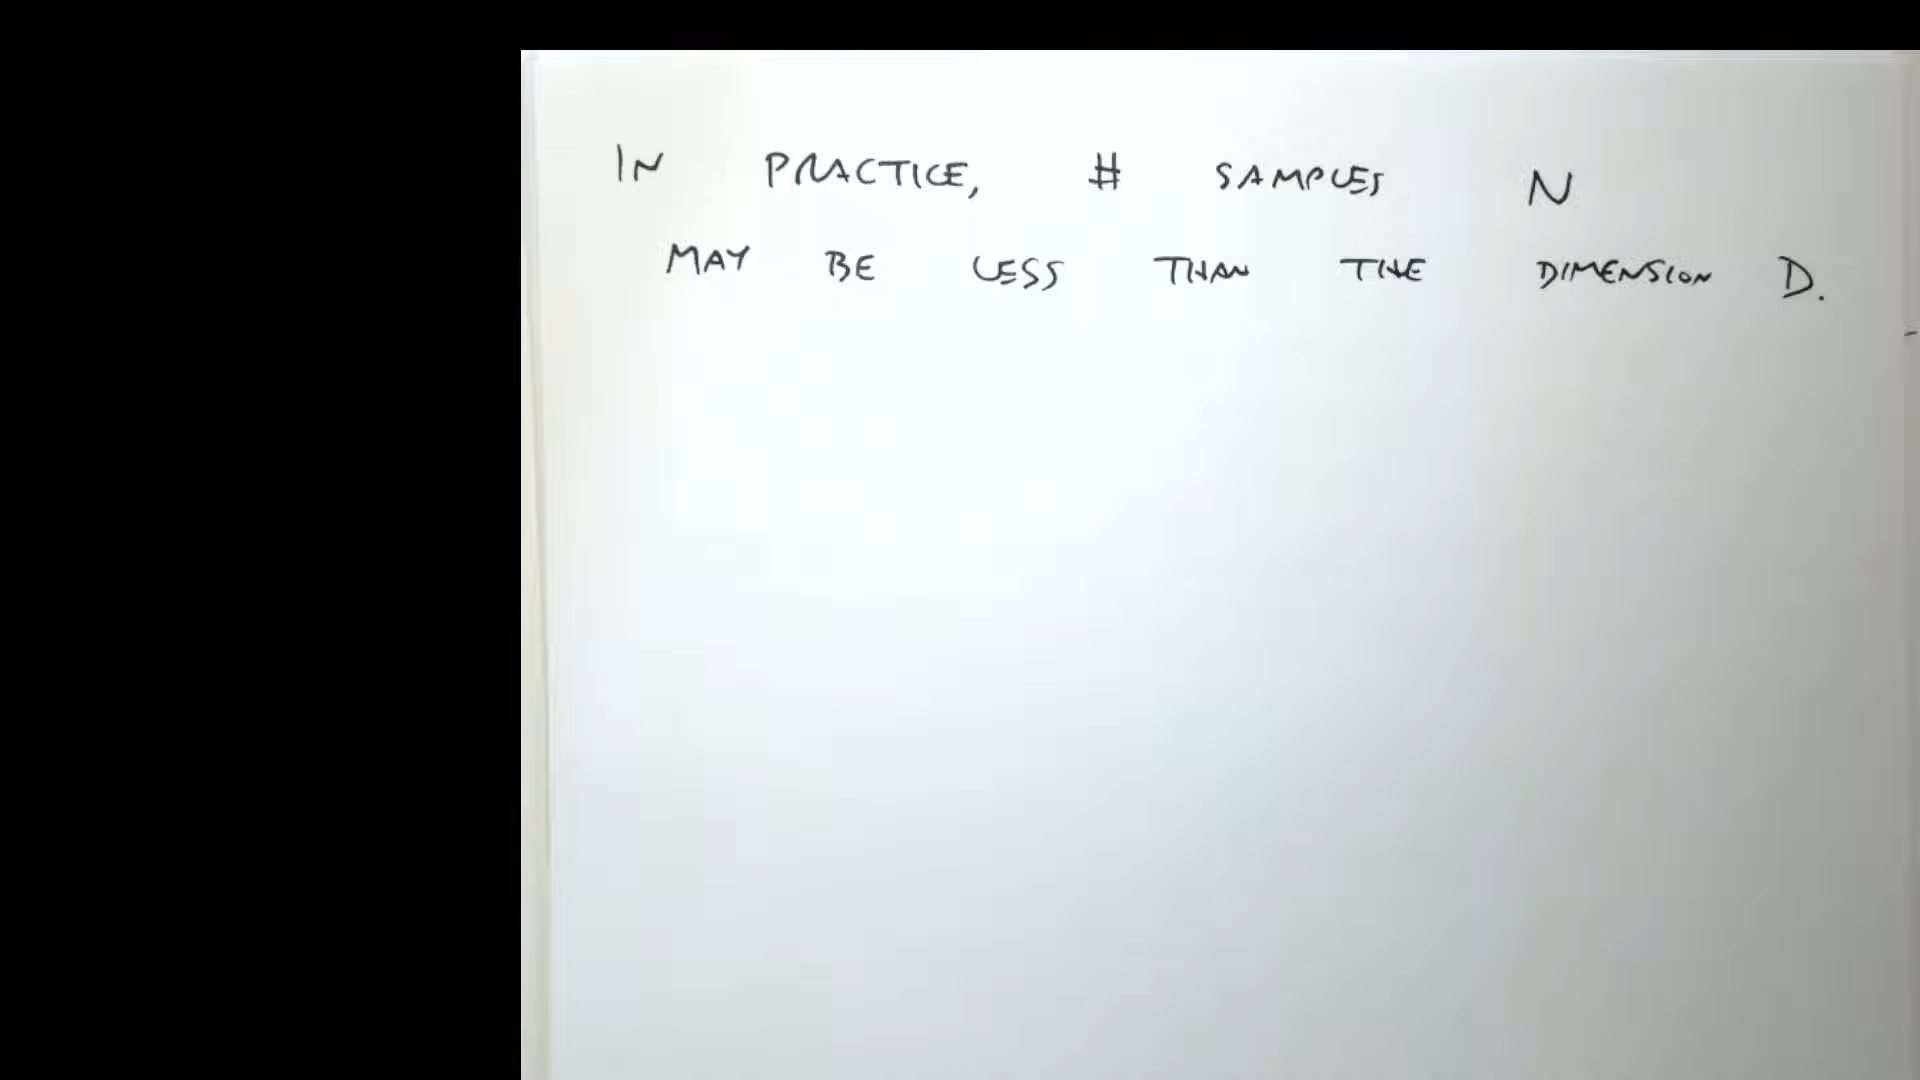 IN PRACTICE, # SAMPLES N
MAY BE LESS THAN THE DIMENSION D.